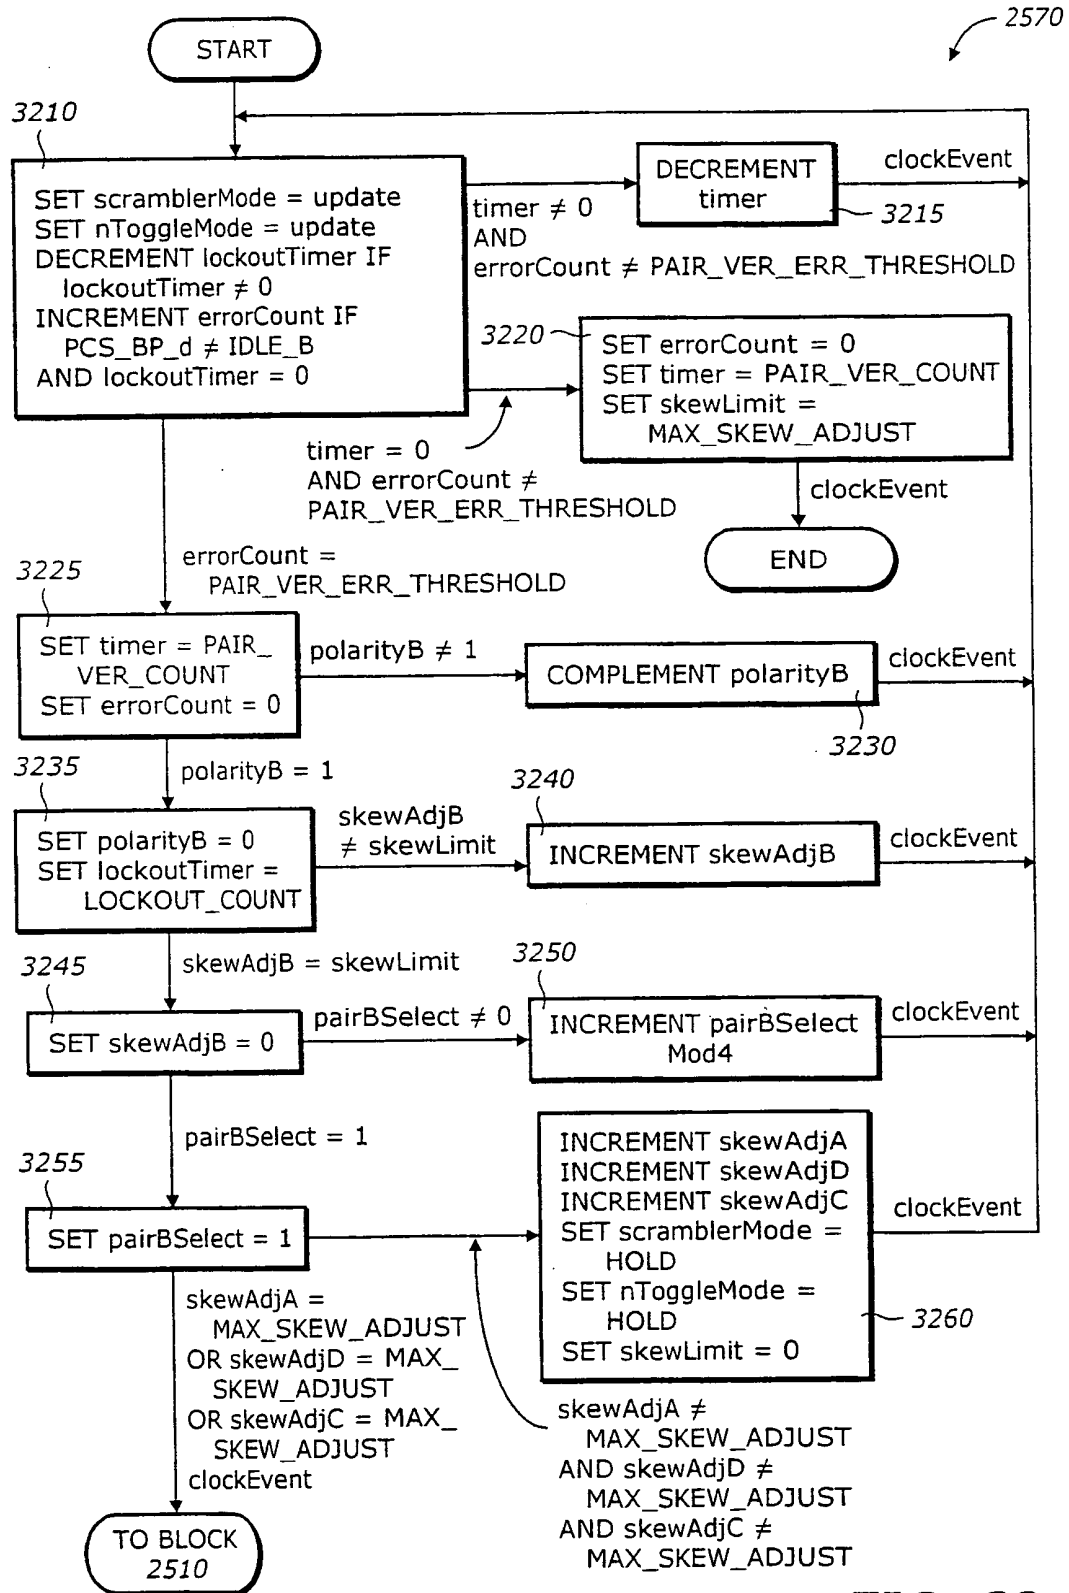 2570
START
3210
SET scramblerMode = update
SET nToggleMode = update
DECREMENT lockoutTimer IF
lockoutTimer ≠ 0
INCREMENT errorCount IF
PCS_BP_d ≠ IDLE_B
AND lockoutTimer = 0
timer ≠ 0
AND
errorCount ≠ PAIR_VER_ERR_THRESHOLD
DECREMENT
timer
3215
clockEvent
3220
SET errorCount = 0
SET timer = PAIR_VER_COUNT
SET skewLimit =
MAX_SKEW_ADJUST
timer = 0
AND errorCount ≠
PAIR_VER_ERR_THRESHOLD
clockEvent
END
errorCount =
PAIR_VER_ERR_THRESHOLD
3225
SET timer = PAIR_
VER_COUNT
SET errorCount = 0
polarityB ≠ 1
COMPLEMENT polarityB
3230
clockEvent
polarityB = 1
3235
SET polarityB = 0
SET lockoutTimer =
LOCKOUT_COUNT
skewAdjB
≠ skewLimit
3240
INCREMENT skewAdjB
clockEvent
skewAdjB = skewLimit
3245
SET skewAdjB = 0
pairBSelect ≠ 0
3250
INCREMENT pairBSelect
Mod4
clockEvent
pairBSelect = 1
3255
SET pairBSelect = 1
INCREMENT skewAdjA
INCREMENT skewAdjD
INCREMENT skewAdjC
SET scramblerMode =
HOLD
SET nToggleMode =
HOLD
SET skewLimit = 0
3260
clockEvent
skewAdjA =
MAX_SKEW_ADJUST
OR skewAdjD = MAX_
SKEW_ADJUST
OR skewAdjC = MAX_
SKEW_ADJUST
clockEvent
skewAdjA ≠
MAX_SKEW_ADJUST
AND skewAdjD ≠
MAX_SKEW_ADJUST
AND skewAdjC ≠
MAX_SKEW_ADJUST
TO BLOCK
2510